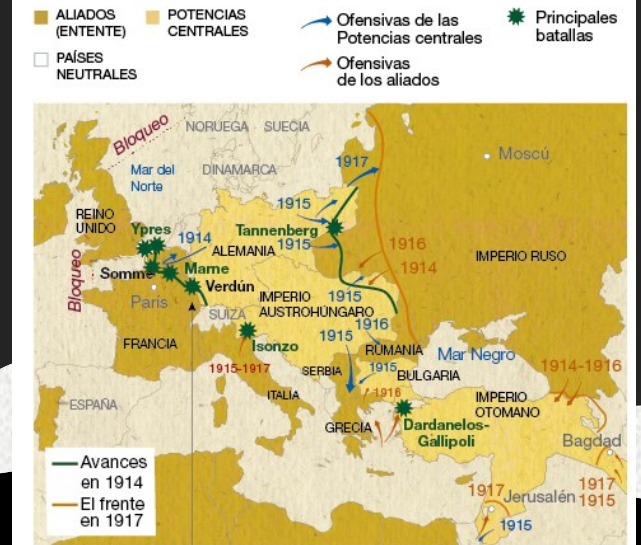 ALIADOS
(ENTENTE)
POTENCIAS
CENTRALES
PAÍSES
NEUTRALES
Ofensivas de las
Potencias centrales
Ofensivas
de los aliados
Principales
batallas
Bloqueo
NORUEGA
SUECIA
Mar del
Norte
DINAMARCA
1917
Moscú
REINO
UNIDO
Ypres
1914
1915
Tannenberg
1915
ALEMANIA
1916
1914
IMPERIO RUSO
Bloqueo
Somme
Marne
Verdún
París
SUÍZA
IMPERIO
AUSTROHÚNGARO
1915
1916
FRANCIA
Isonzo
1915
RUMANIA
Mar Negro
1915-1917
SERBIA
1915
BULGARIA
1914-1916
ESPAÑA
ITALIA
1916
IMPERIO
OTOMANO
GRECIA
Dardanelos-
Gallipoli
Bagdad
Avances
en 1914
El frente
en 1917
1917
Jerusalén
1917
1915
1915